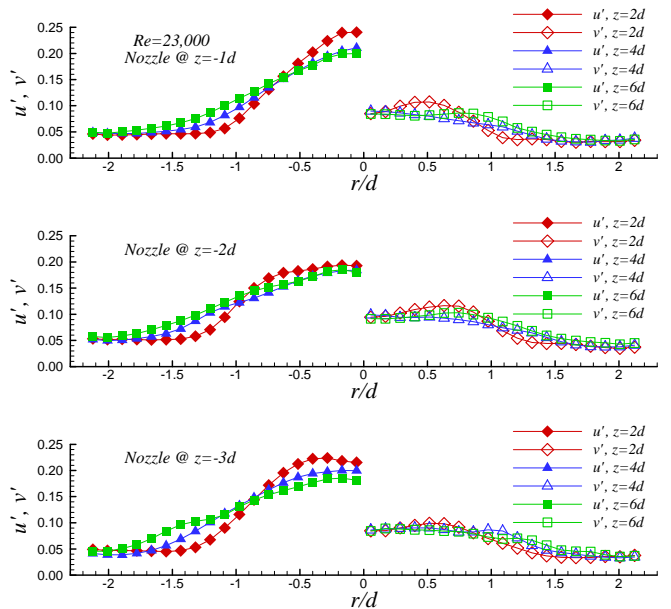 u', v'
0.25
0.20
0.15
0.10
0.05
0.00
Re=23,000
Nozzle @ z=-1d
u', z=2d
v', z=2d
u', z=4d
v', z=4d
u', z=6d
v', z=6d
-2 -1.5 -1 -0.5 0 0.5 1 1.5 2
r/d
u', v'
0.25
0.20
0.15
0.10
0.05
0.00
Nozzle @ z=-2d
u', z=2d
v', z=2d
u', z=4d
v', z=4d
u', z=6d
v', z=6d
-2 -1.5 -1 -0.5 0 0.5 1 1.5 2
r/d
u', v'
0.25
0.20
0.15
0.10
0.05
0.00
Nozzle @ z=-3d
u', z=2d
v', z=2d
u', z=4d
v', z=4d
u', z=6d
v', z=6d
-2 -1.5 -1 -0.5 0 0.5 1 1.5 2
r/d